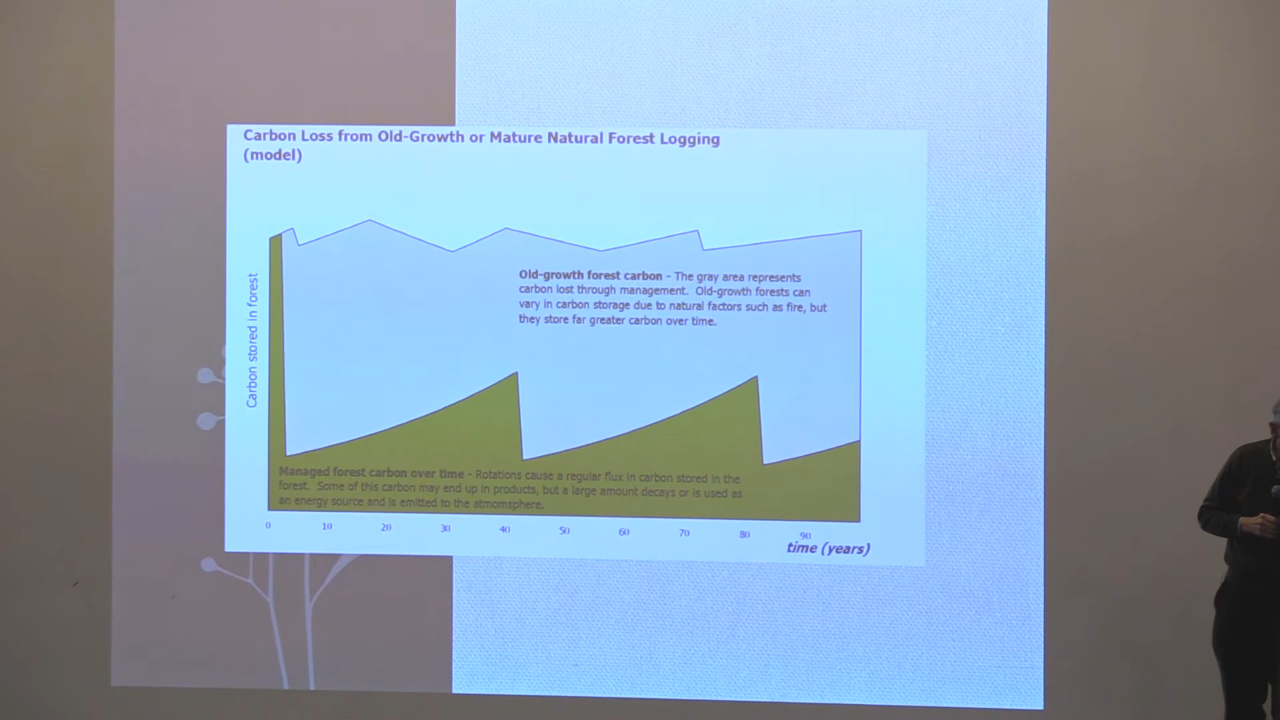 Carbon Loss from Old-Growth or Mature Natural Forest Logging
(model)
Carbon stored in forest
Old-growth forest carbon - The gray area represents
carbon lost through management. Old-growth forests can
vary in carbon storage due to natural factors such as fire, but
they store far greater carbon over time.
Managed forest carbon over time - Rotations cause a regular flux in carbon stored in the
forest. Some of this carbon may end up in products, but a large amount decays or is used as
an energy source and is emitted to the atmomsphere.
0 10 20 30 40 50 60 70 80 90
time (years)